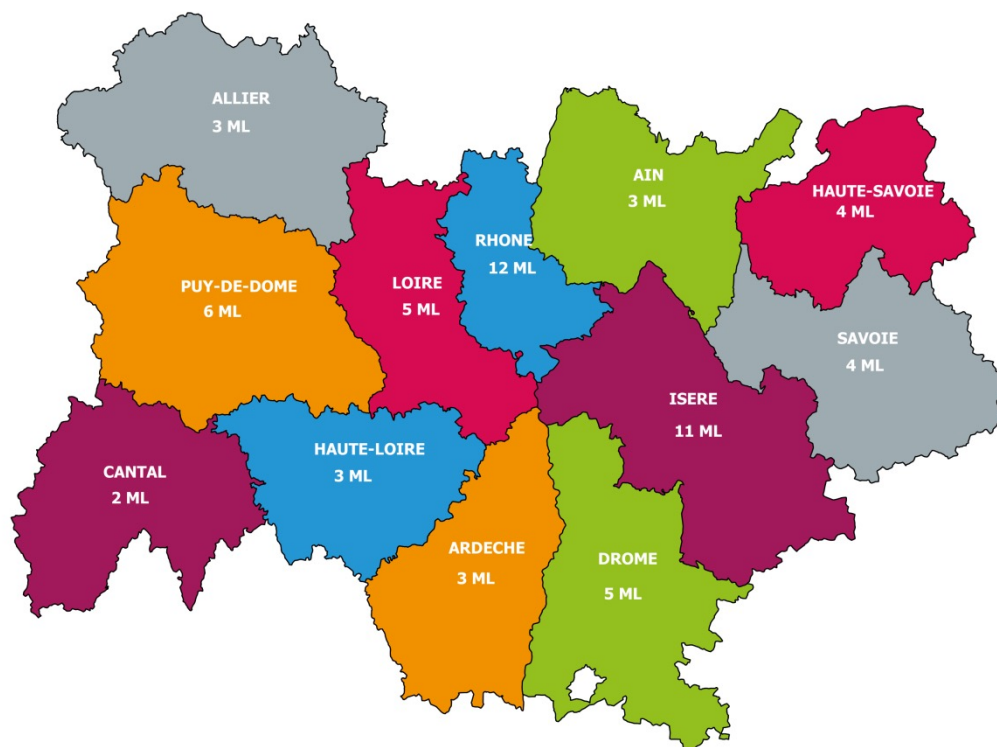 ALLIER
3 ML
AIN
3 ML
HAUTE-SAVOIE
4 ML
RHONE
12 ML
PUY-DE-DOME
6 ML
LOIRE
5 ML
SAVOIE
4 ML
ISERE
11 ML
CANTAL
2 ML
HAUTE-LOIRE
3 ML
ARDECHE
3 ML
DROME
5 ML